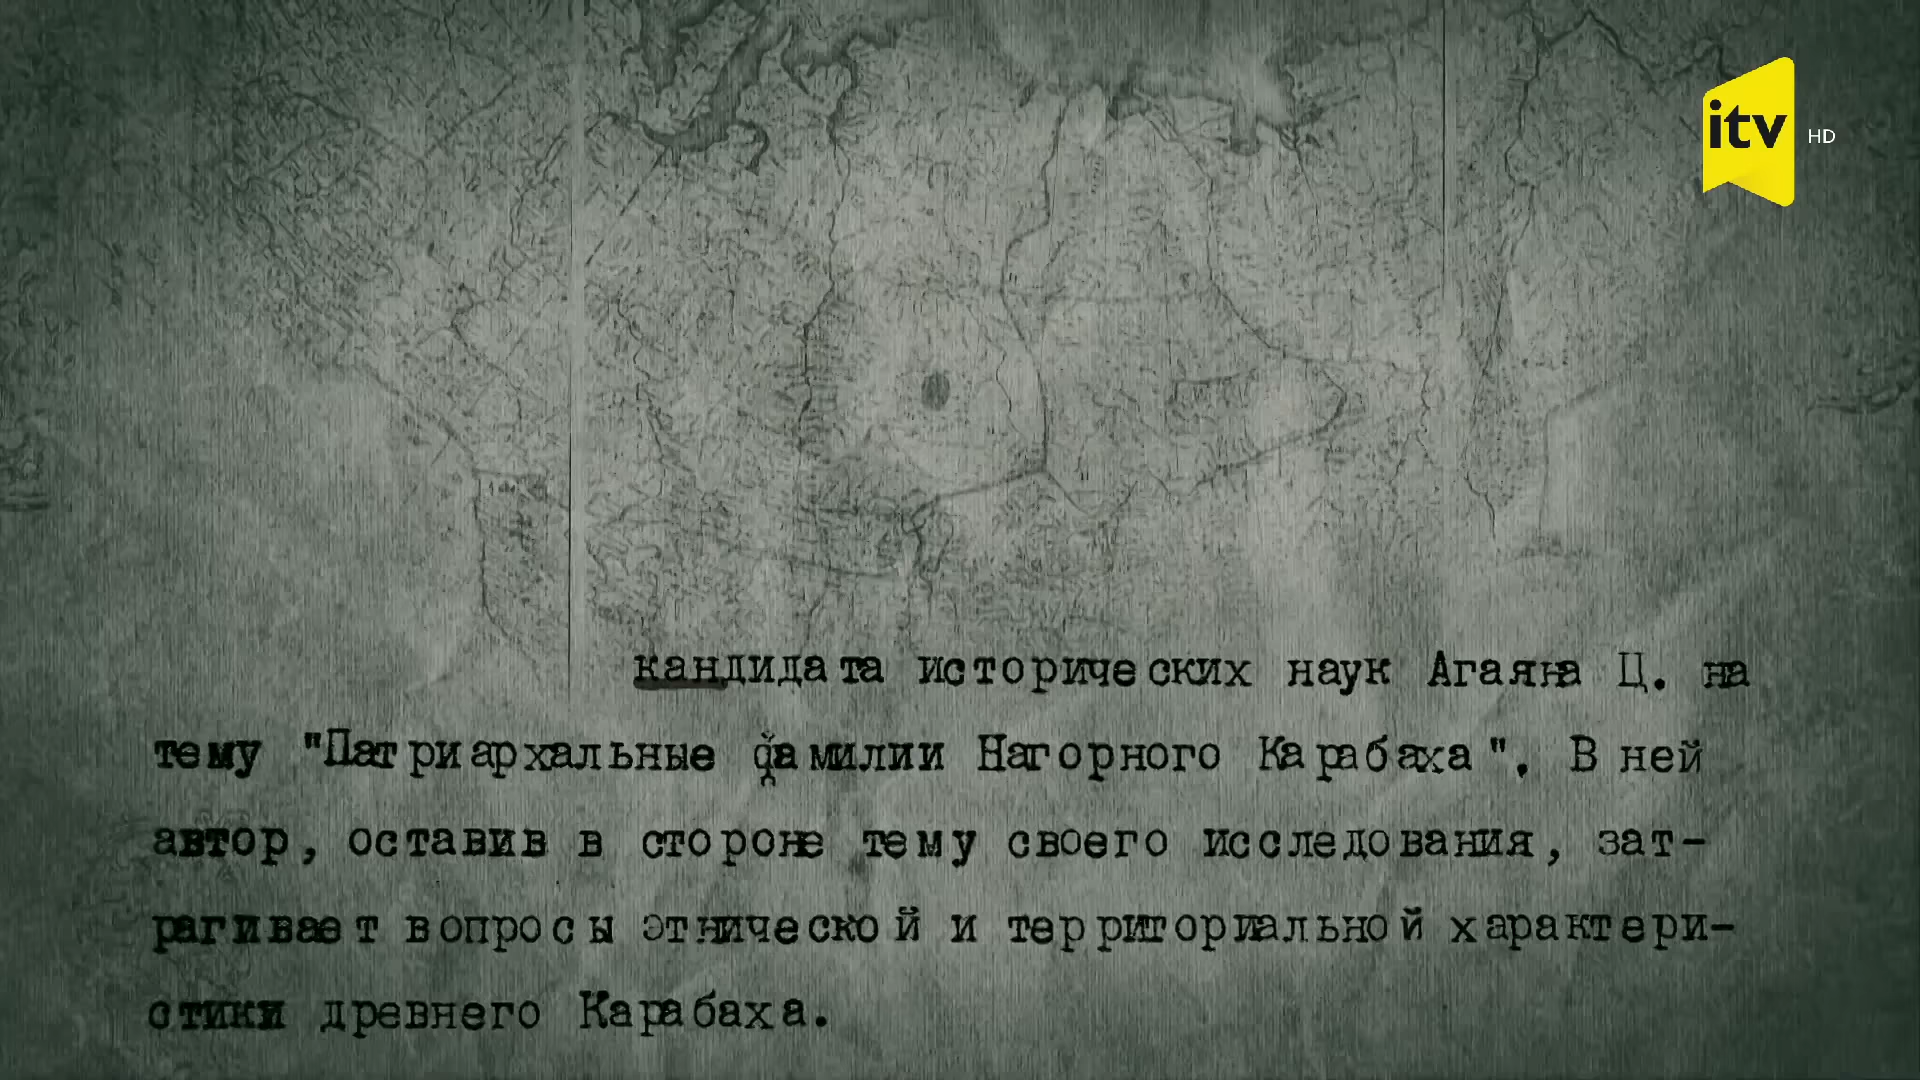 itv HD
кандидата исторических наук Агаяна Ц. на
тему "Патриархальные фамилии Нагорного Карабаха". В ней
автор, оставив в стороне тему своего исследования, зат-
рагивает вопросы этнической и территориальной характери-
стики древнего Карабаха.